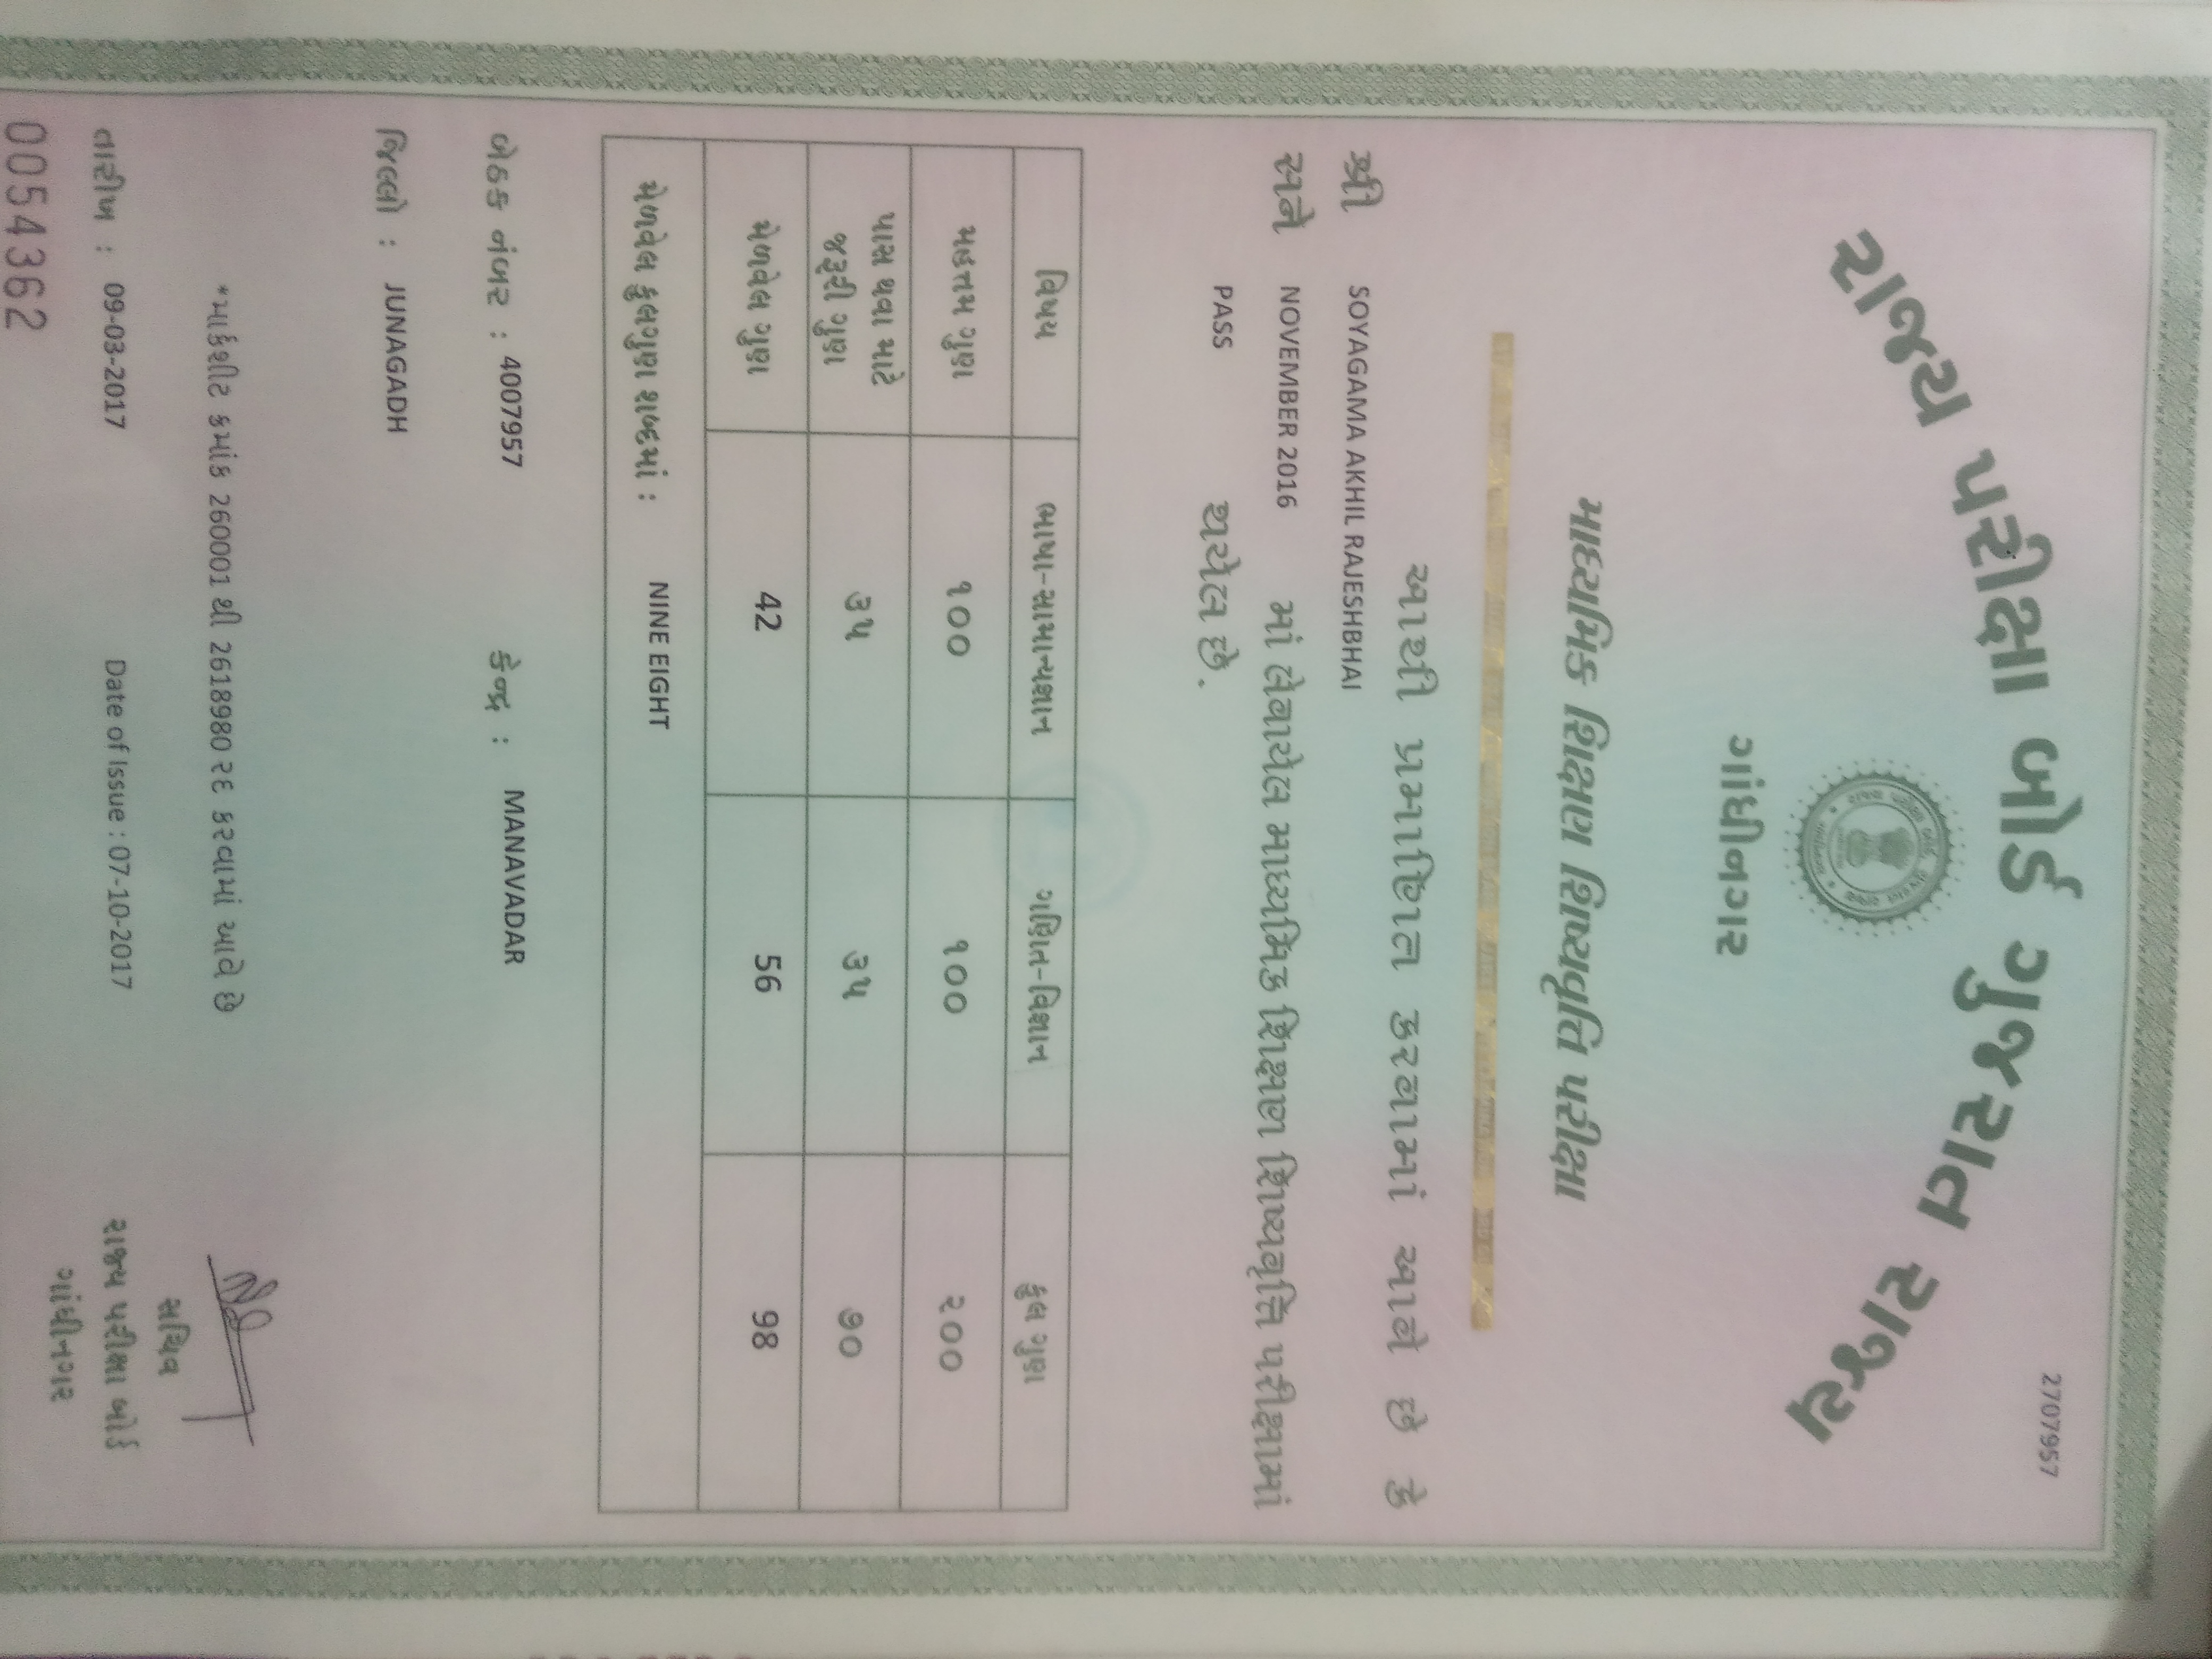 2707957
રાજ્ય પરીક્ષા બોર્ડ ગુજરાત રાજ્ય
ગાંધીનગર
માધ્યમિક શિક્ષણ શિષ્યવૃત્તિ પરીક્ષા
આથી પ્રમાણિત કરવામાં આવે છે કે
શ્રી SOYAGAMA AKHIL RAJESHBHAI
સને NOVEMBER 2016 માં લેવાયેલ માધ્યમિક શિક્ષણ શિષ્યવૃત્તિ પરીક્ષામાં
PASS થયેલ છે.
વિષય ભાષા-સામાન્યજ્ઞાન ગણિત-વિજ્ઞાન કુલ ગુણ
મહત્તમ ગુણ ૧૦૦ ૧૦૦ ૨૦૦
પાસ થવા માટે
જરૂરી ગુણ ૩૫ ૩૫ ૭૦
મેળવેલ ગુણ 42 56 98
મેળવેલ કુલગુણ શબ્દમાં : NINE EIGHT
બેઠક નંબર : 4007957 કેન્દ્ર : MANAVADAR
જિલ્લો : JUNAGADH
*માર્કશીટ ક્રમાંક 260001 થી 2618980 રદ કરવામાં આવે છે
સચિવ
રાજ્ય પરીક્ષા બોર્ડ
ગાંધીનગર
તારીખ : 09-03-2017 Date of Issue : 07-10-2017
0054362